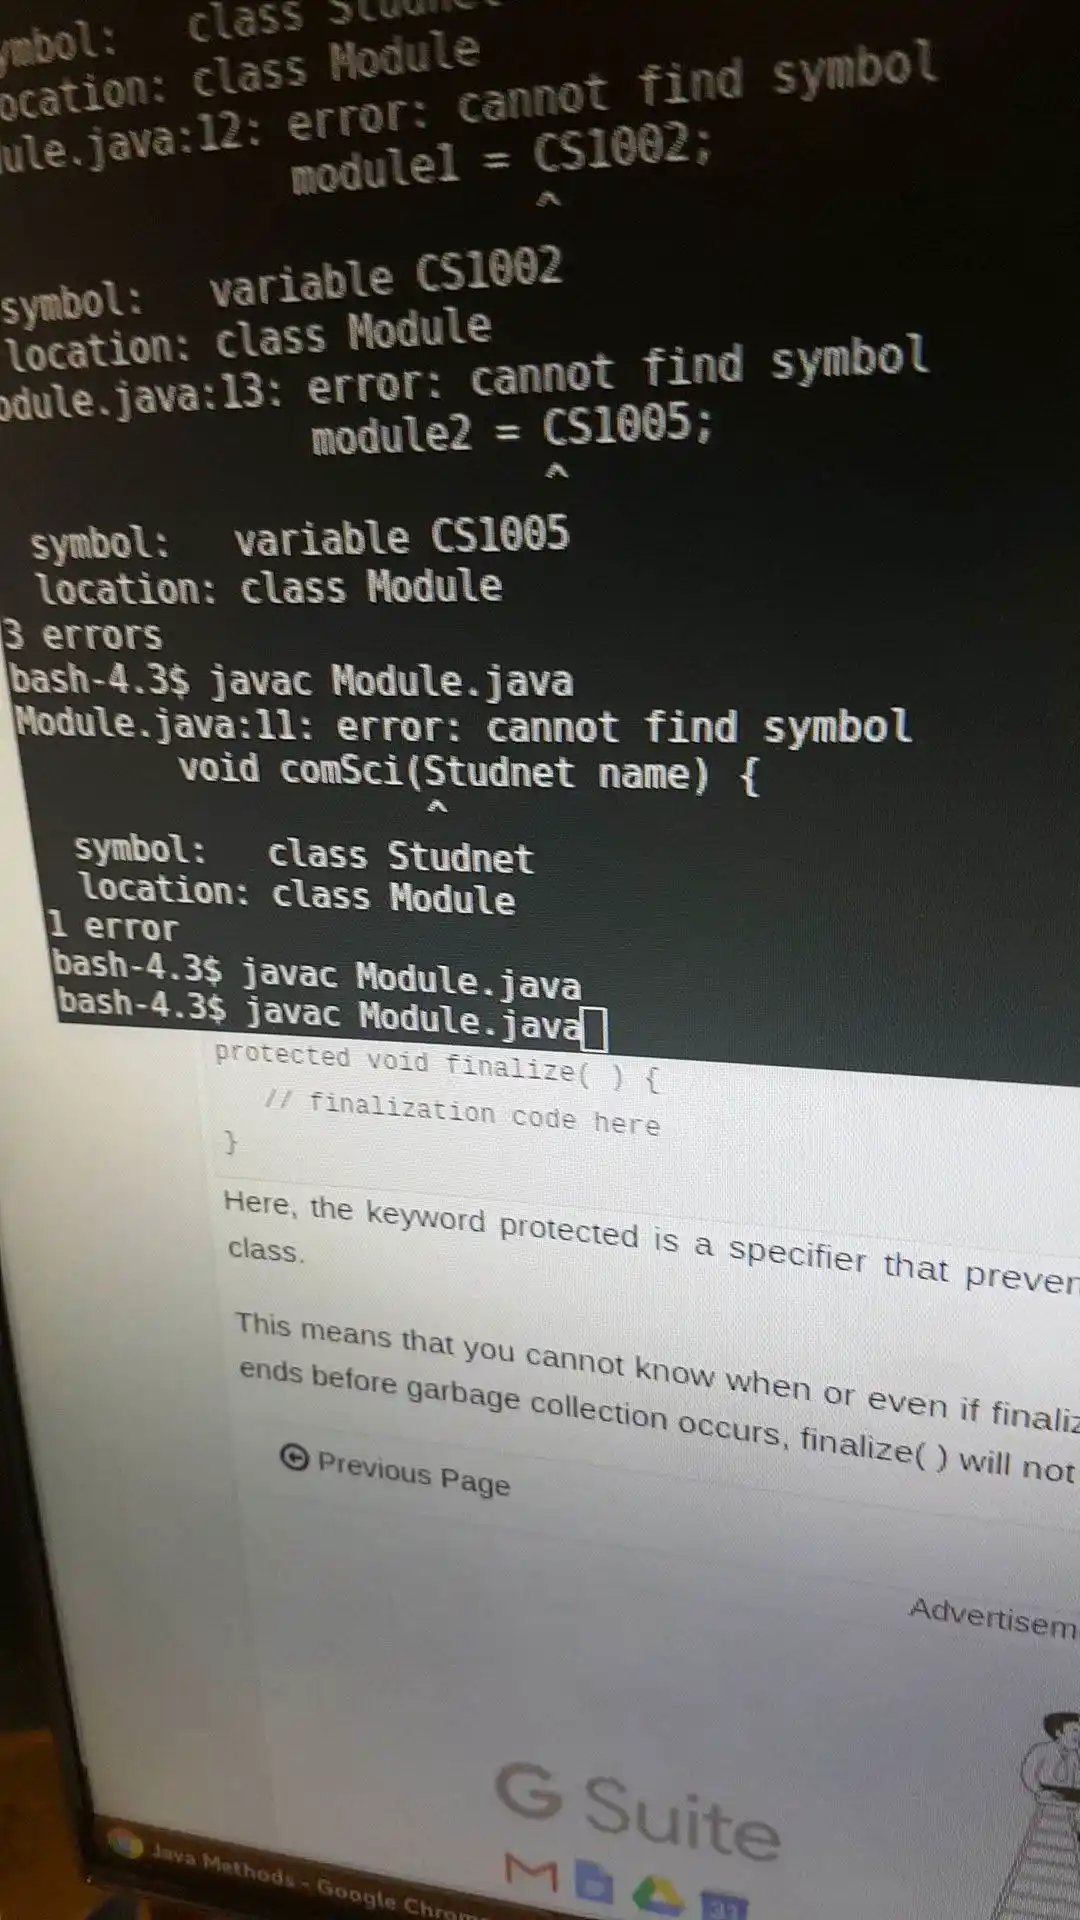 symbol: class
location: class Module
java:12: error: cannot find symbol
module1 = CS1002;
^
symbol: variable CS1002
location: class Module
odule.java:13: error: cannot find symbol
module2 = CS1005;
^
symbol: variable CS1005
location: class Module
3 errors
bash-4.3$ javac Module.java
Module.java:11: error: cannot find symbol
void comSci(Studnet name) {
^
symbol: class Studnet
location: class Module
1 error
bash-4.3$ javac Module.java
bash-4.3$ javac Module.java
protected void finalize( ) {
// finalization code here
}
Here, the keyword protected is a specifier that preven
class.
This means that you cannot know when or even if finaliz
ends before garbage collection occurs, finalize( ) will not
Previous Page
Advertisem
G Suite
31
Java Methods - Google Chrom